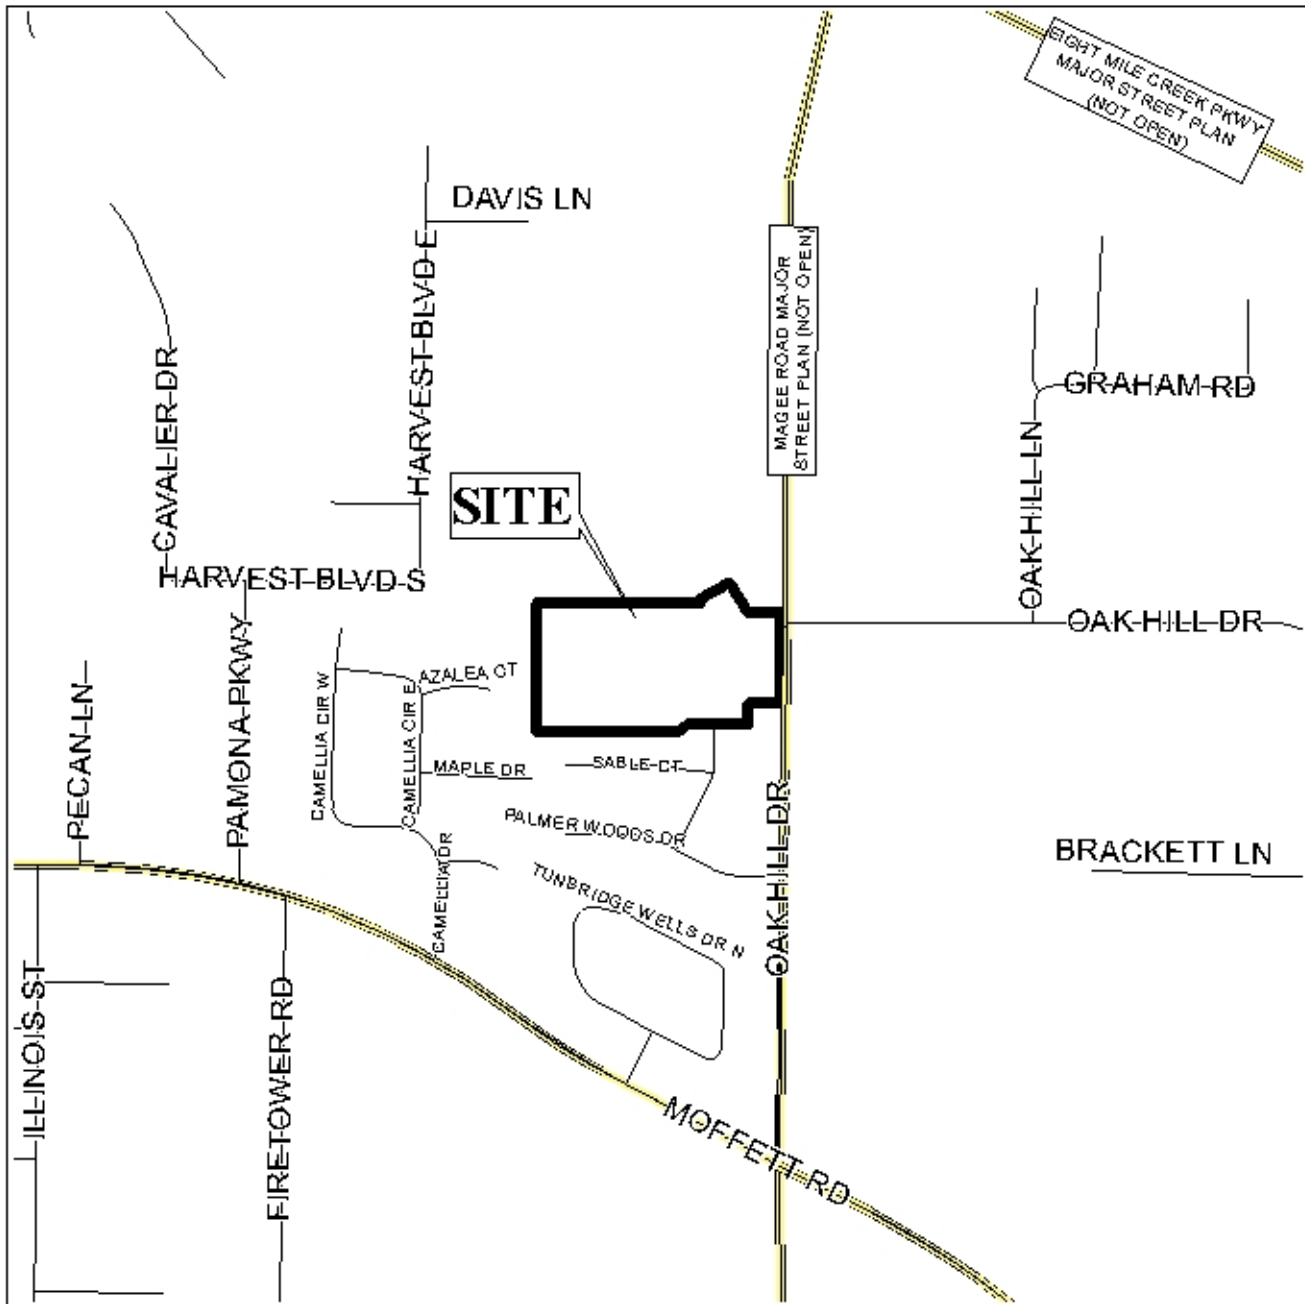 EIGHT MILE CREEK PKWY
MAJOR STREET PLAN
(NOT OPEN)
DAVIS LN
HARVEST BLVD E
MAGEE ROAD MAJOR
STREET PLAN (NOT OPEN)
CAVALIER DR
GRAHAM RD
OAK HILL LN
SITE
HARVEST BLVD S
OAK HILL DR
PECAN LN
PAMONA PKWY
CAMELLIA CIR W
CAMELLIA CIR E
AZALEA CT
MAPLE DR
SABLE CT
PALMER WOODS DR
OAK HILL DR
CAMELLIA DR
TUNBRIDGE WELLS DR N
BRACKETT LN
ILLINOIS ST
FIRETOWER RD
MOFFETT RD